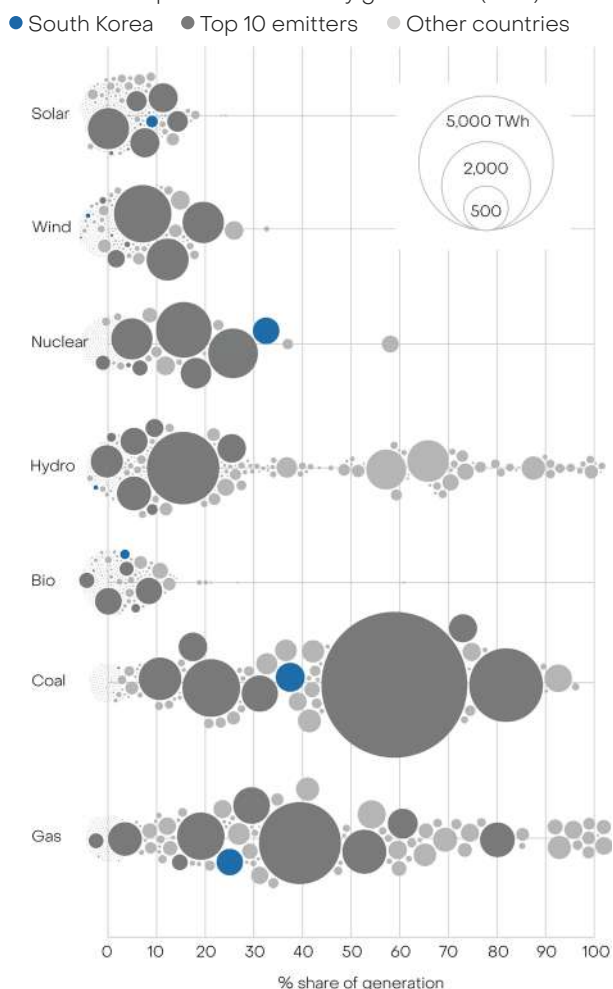 South Korea Top 10 emitters Other countries
Solar
5,000 TWh
2,000
500
Wind
Nuclear
Hydro
Bio
Coal
Gas
0 10 20 30 40 50 60 70 80 90 100
% share of generation